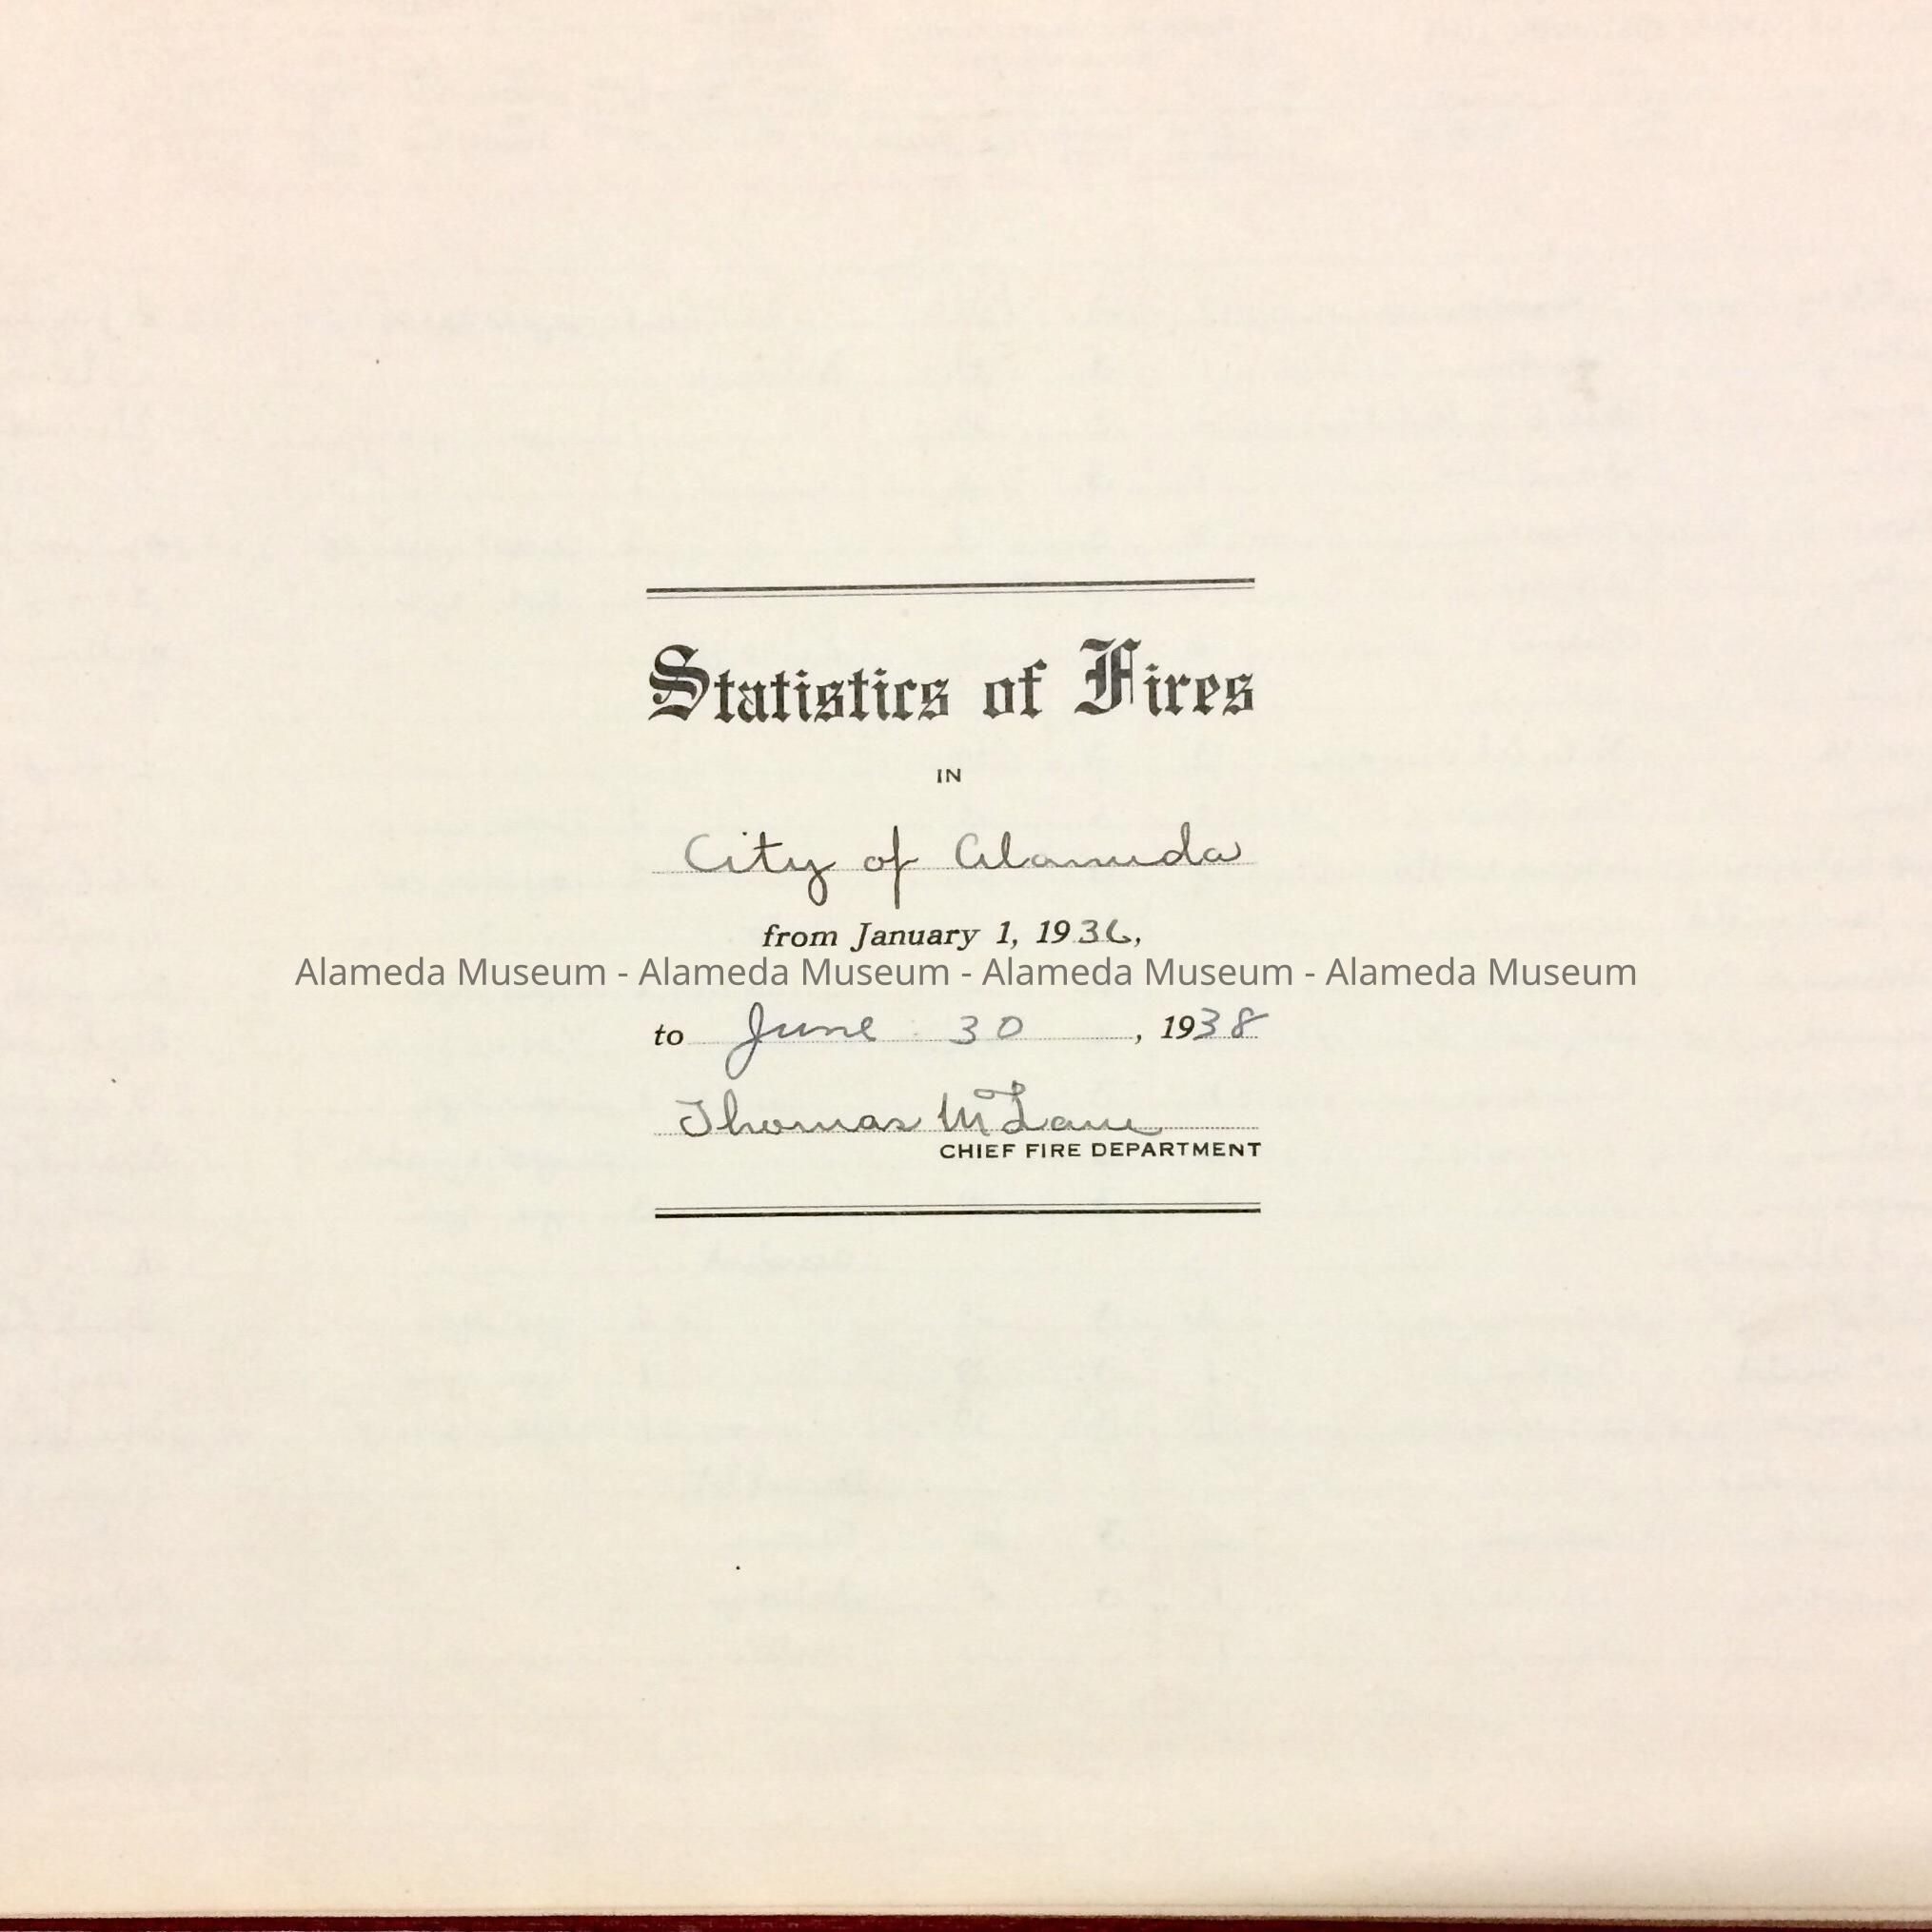 Statistics of Fires
IN
City of Alameda
from January 1, 1936,
Alameda Museum - Alameda Museum - Alameda Museum - Alameda Museum
to June 30, 1938
Thomas McLane
CHIEF FIRE DEPARTMENT